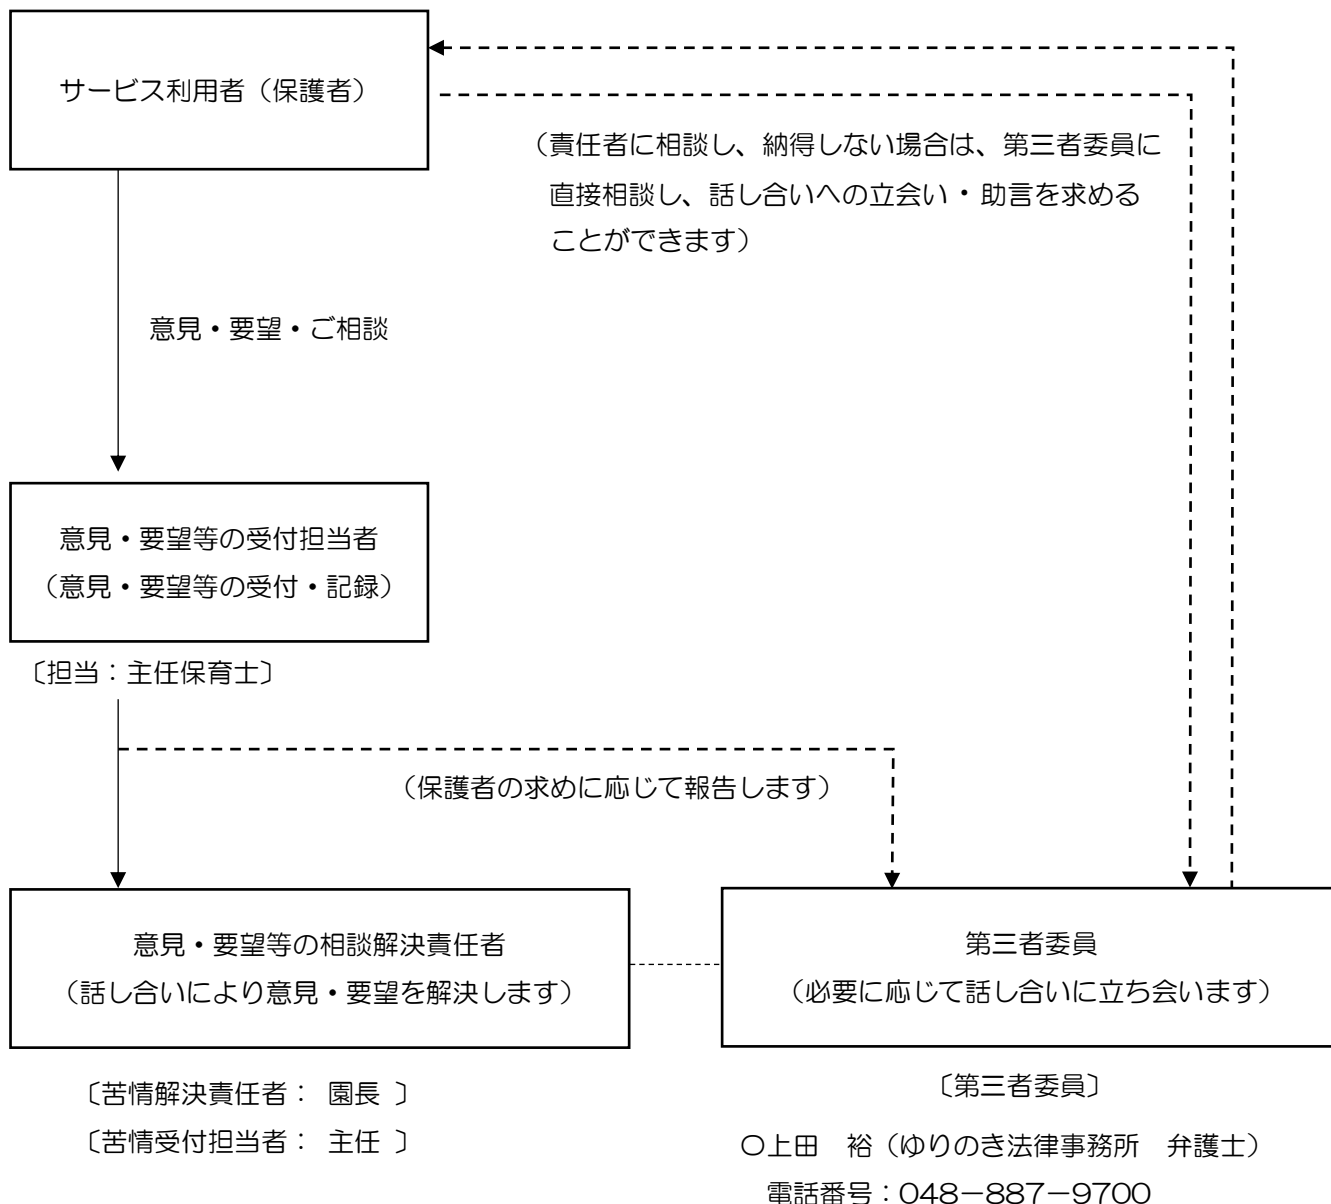 サービス利用者（保護者）
（責任者に相談し、納得しない場合は、第三者委員に
直接相談し、話し合いへの立会い・助言を求める
ことができます）
意見・要望・ご相談
意見・要望等の受付担当者
（意見・要望等の受付・記録）
〔担当：主任保育士〕
（保護者の求めに応じて報告します）
意見・要望等の相談解決責任者
（話し合いにより意見・要望を解決します）
第三者委員
（必要に応じて話し合いに立ち会います）
〔苦情解決責任者： 園長 〕
〔苦情受付担当者： 主任 〕
〔第三者委員〕
〇上田　裕（ゆりのき法律事務所　弁護士）
電話番号：048－887－9700